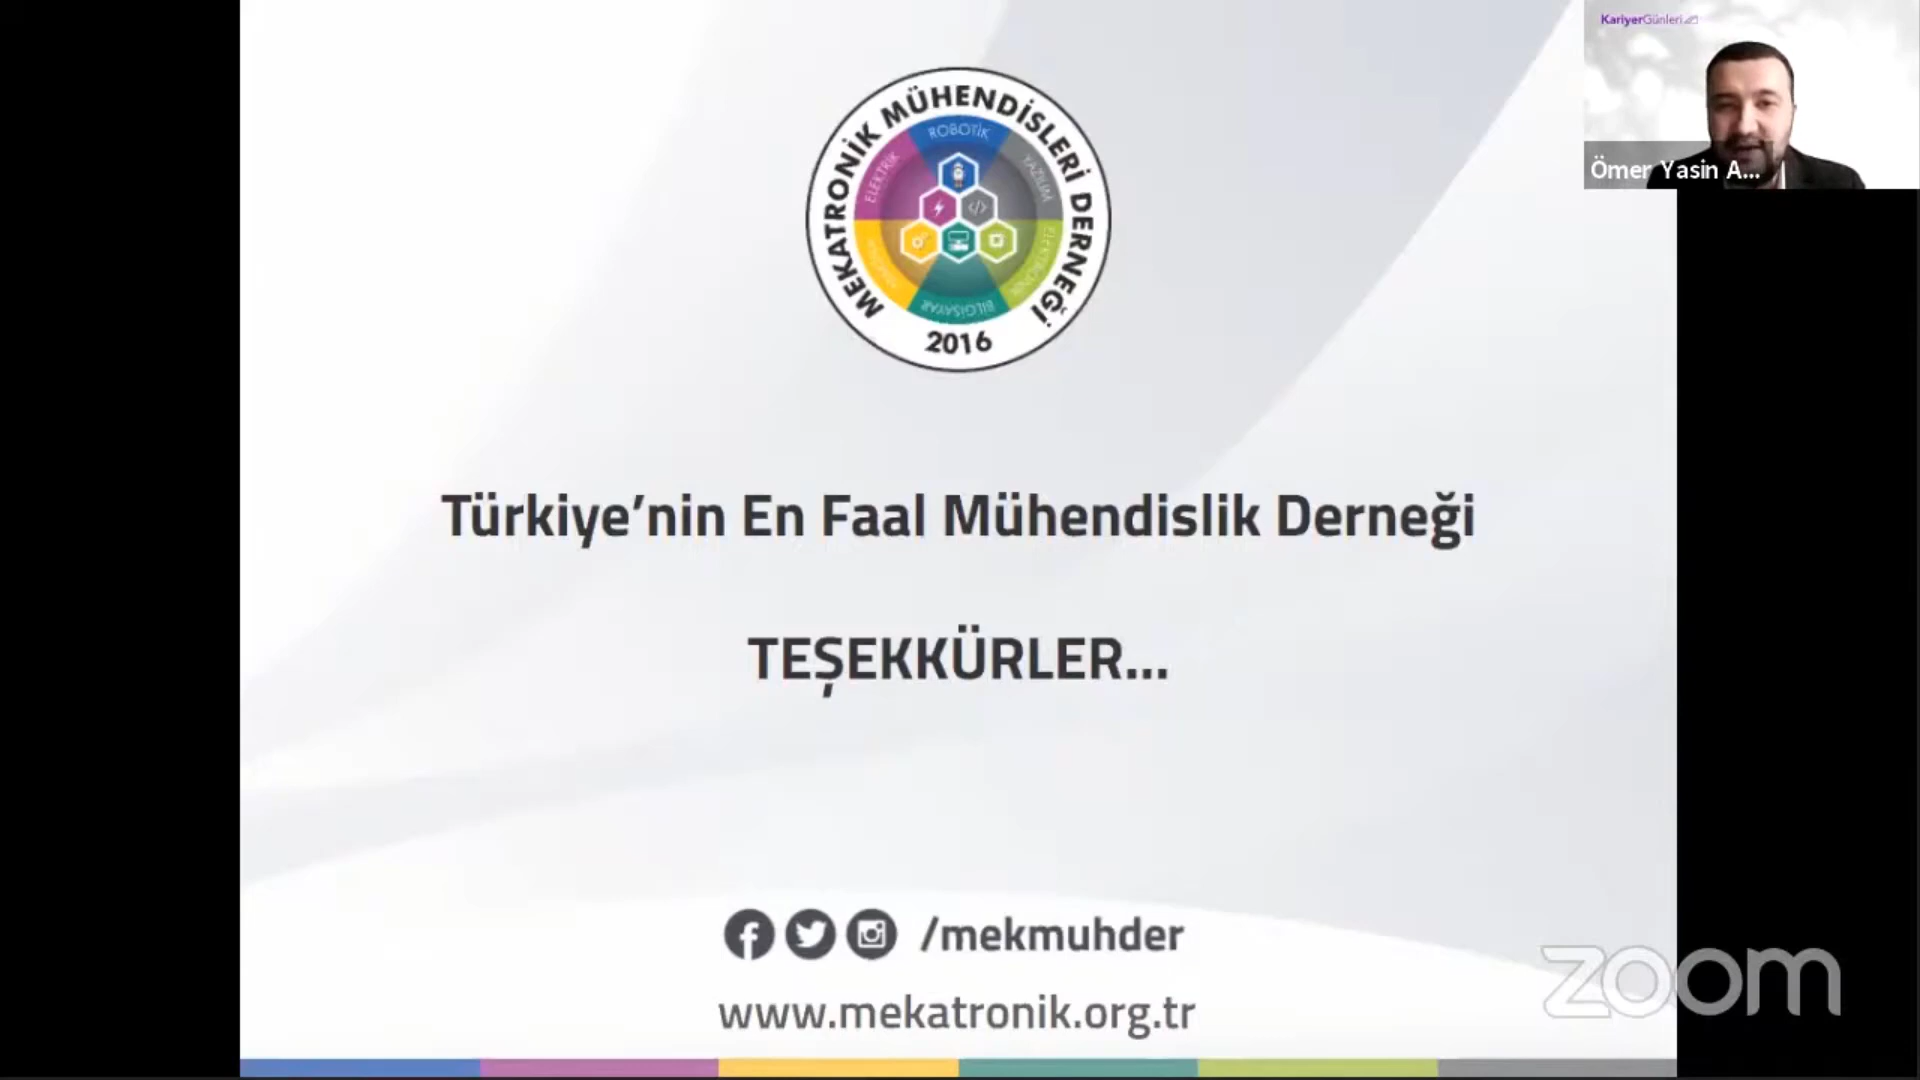 KariyerGünleri
Ömer Yasin A...
MEKATRONİK MÜHENDİSLERİ DERNEĞİ
ROBOTİK
YAZILIM
ELEKTRİK
ELEKTRONİK
BİLGİSAYAR
2016
Türkiye’nin En Faal Mühendislik Derneği
TEŞEKKÜRLER...
/mekmuhder
www.mekatronik.org.tr
zoom